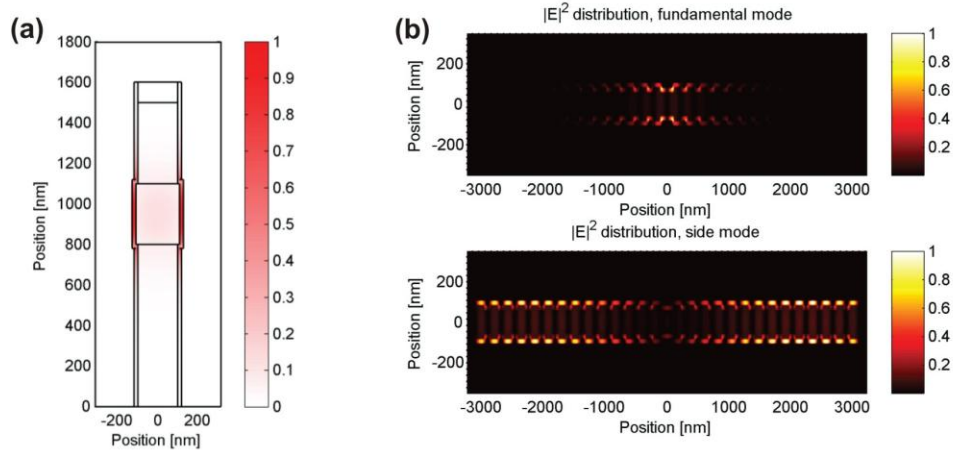 (a)
1800
1600
1400
1200
1000
800
600
400
200
0
Position [nm]
-200 0 200
Position [nm]
1
0.9
0.8
0.7
0.6
0.5
0.4
0.3
0.2
0.1
0
(b)
|E|² distribution, fundamental mode
200
0
-200
Position [nm]
-3000 -2000 -1000 0 1000 2000 3000
Position [nm]
1
0.8
0.6
0.4
0.2
|E|² distribution, side mode
200
0
-200
Position [nm]
-3000 -2000 -1000 0 1000 2000 3000
Position [nm]
1
0.8
0.6
0.4
0.2